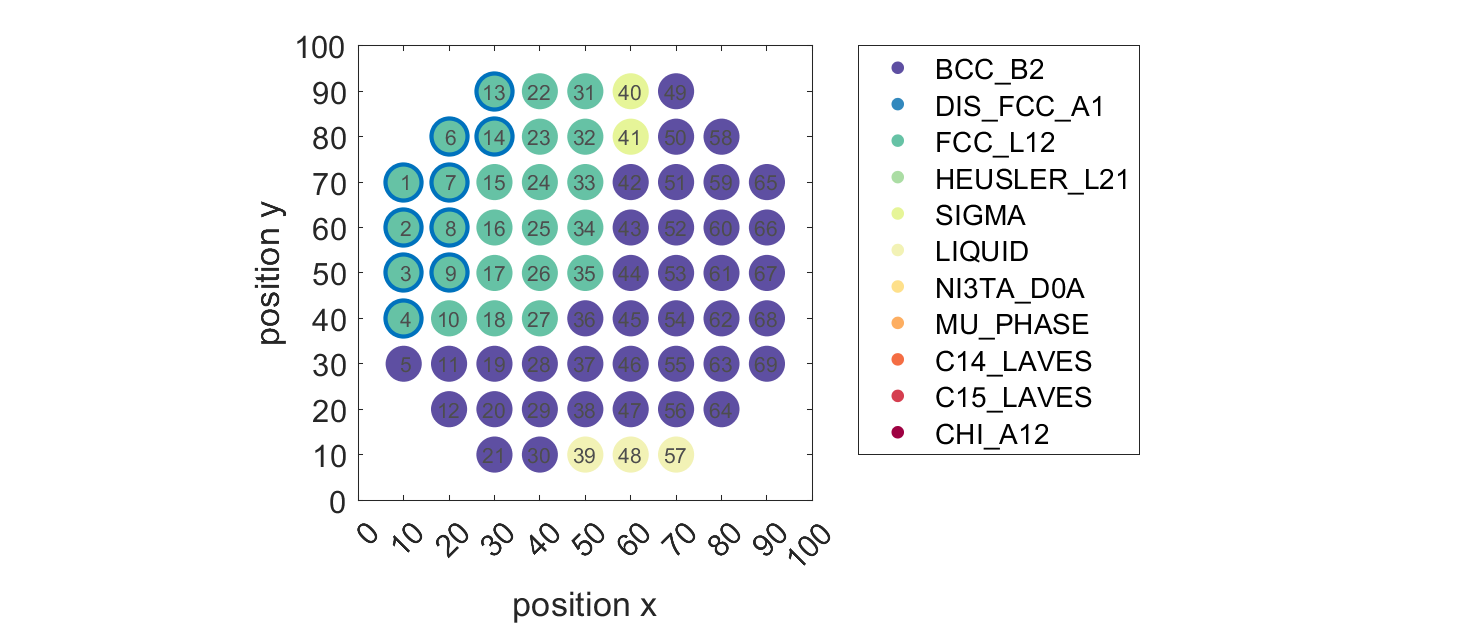 100
90
80
70
60
50
40
30
20
10
0
position y
13 22 31 40 49
6 14 23 32 41 50 58
1 7 15 24 33 42 51 59 65
2 8 16 25 34 43 52 60 66
3 9 17 26 35 44 53 61 67
4 10 18 27 36 45 54 62 68
5 11 19 28 37 46 55 63 69
12 20 29 38 47 56 64
21 30 39 48 57
0 10 20 30 40 50 60 70 80 90 100
position x
BCC_B2
DIS_FCC_A1
FCC_L12
HEUSLER_L21
SIGMA
LIQUID
NI3TA_D0A
MU_PHASE
C14_LAVES
C15_LAVES
CHI_A12